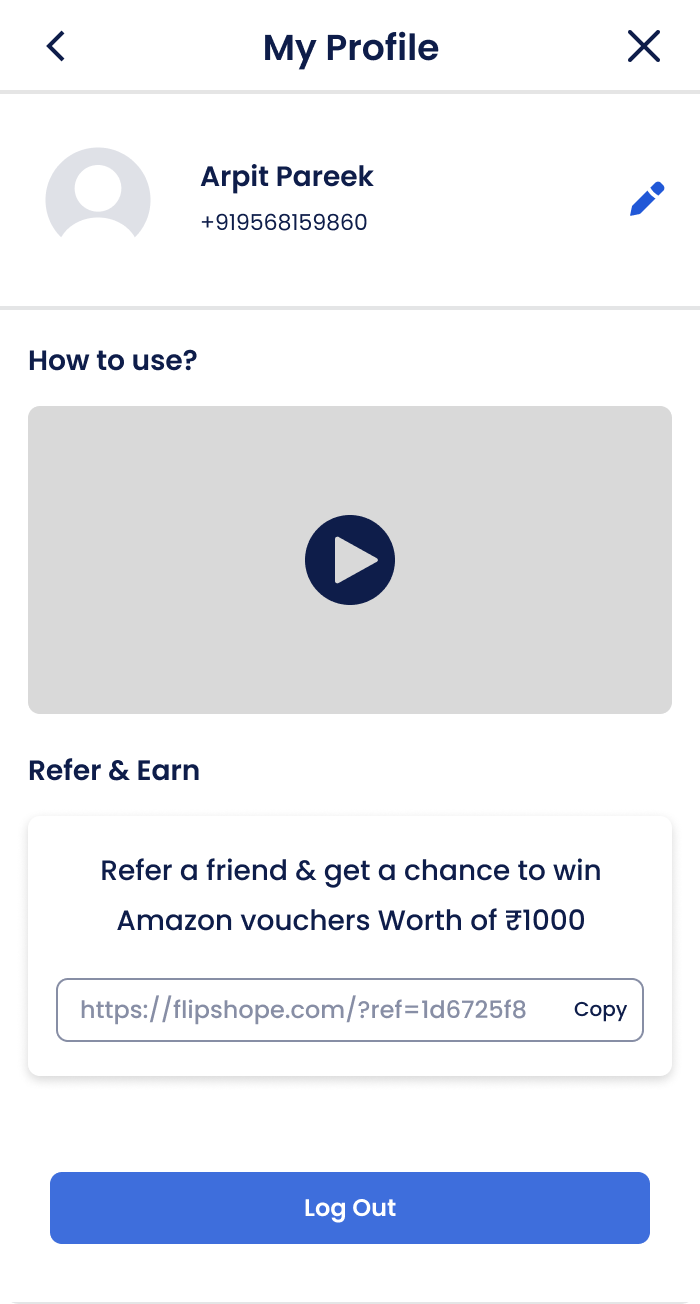 My Profile
Arpit Pareek
+919568159860
How to use?
Refer & Earn
Refer a friend & get a chance to win
Amazon vouchers Worth of ₹1000
https://flipshope.com/?ref=1d6725f8 Copy
Log Out